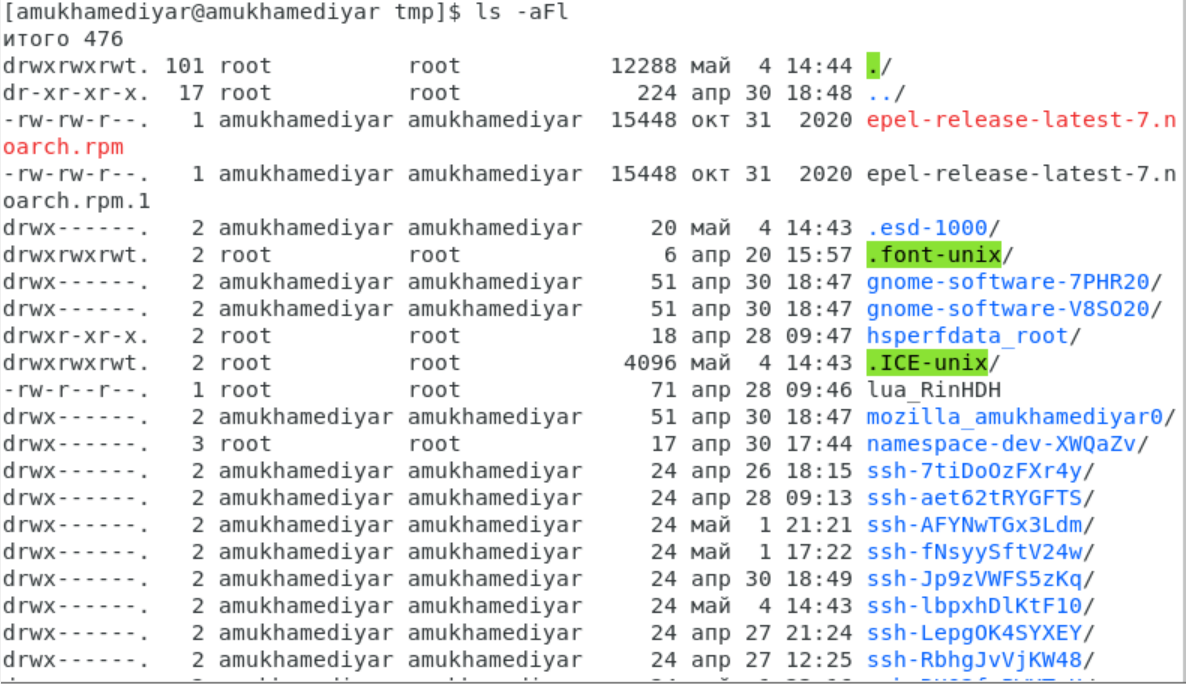 [amukhamediyar@amukhamediyar tmp]$ ls -aFl
итого 476
drwxrwxrwt. 101 root          root           12288 май  4 14:44 ./
dr-xr-xr-x.  17 root          root             224 апр 30 18:48 ../
-rw-rw-r--.   1 amukhamediyar amukhamediyar  15448 окт 31  2020 epel-release-latest-7.n
oarch.rpm
-rw-rw-r--.   1 amukhamediyar amukhamediyar  15448 окт 31  2020 epel-release-latest-7.n
oarch.rpm.1
drwx------.   2 amukhamediyar amukhamediyar     20 май  4 14:43 .esd-1000/
drwxrwxrwt.   2 root          root               6 апр 20 15:57 .font-unix/
drwx------.   2 amukhamediyar amukhamediyar     51 апр 30 18:47 gnome-software-7PHR20/
drwx------.   2 amukhamediyar amukhamediyar     51 апр 30 18:47 gnome-software-V8SO20/
drwxr-xr-x.   2 root          root              18 апр 28 09:47 hsperfdata_root/
drwxrwxrwt.   2 root          root            4096 май  4 14:43 .ICE-unix/
-rw-r--r--.   1 root          root              71 апр 28 09:46 lua_RinHDH
drwx------.   2 amukhamediyar amukhamediyar     51 апр 30 18:47 mozilla_amukhamediyar0/
drwx------.   3 root          root              17 апр 30 17:44 namespace-dev-XWQaZv/
drwx------.   2 amukhamediyar amukhamediyar     24 апр 26 18:15 ssh-7tiDoOzFXr4y/
drwx------.   2 amukhamediyar amukhamediyar     24 апр 28 09:13 ssh-aet62tRYGFTS/
drwx------.   2 amukhamediyar amukhamediyar     24 май  1 21:21 ssh-AFYNwTGx3Ldm/
drwx------.   2 amukhamediyar amukhamediyar     24 май  1 17:22 ssh-fNsyySftV24w/
drwx------.   2 amukhamediyar amukhamediyar     24 апр 30 18:49 ssh-Jp9zVWFS5zKq/
drwx------.   2 amukhamediyar amukhamediyar     24 май  4 14:43 ssh-lbpxhDlKtF10/
drwx------.   2 amukhamediyar amukhamediyar     24 апр 27 21:24 ssh-LepgOK4SYXEY/
drwx------.   2 amukhamediyar amukhamediyar     24 апр 27 12:25 ssh-RbhgJvVjKW48/